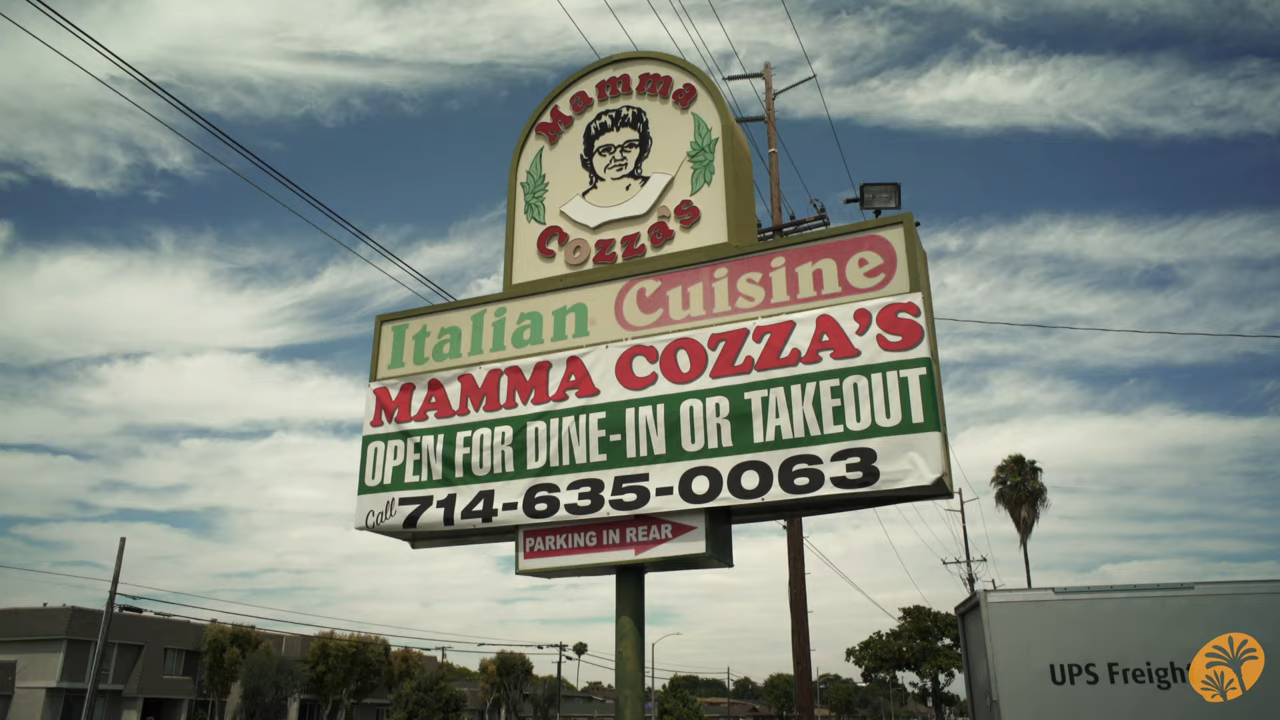 Mamma
Cozza's
Italian Cuisine
MAMMA COZZA'S
OPEN FOR DINE-IN OR TAKEOUT
Call 714-635-0063
PARKING IN REAR
UPS Freight